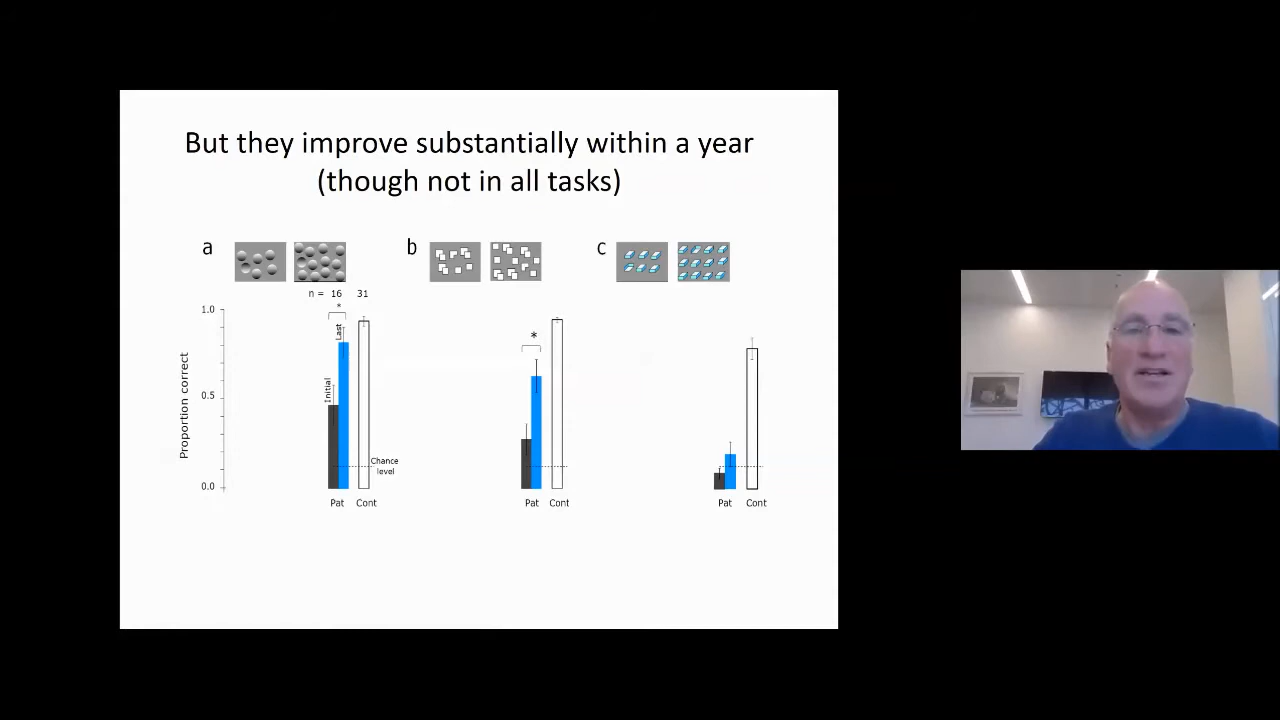 But they improve substantially within a year
(though not in all tasks)
a
b
c
n = 16 31
*
*
1.0
0.5
0.0
Proportion correct
Initial
Last
Chance
level
Pat Cont
Pat Cont
Pat Cont